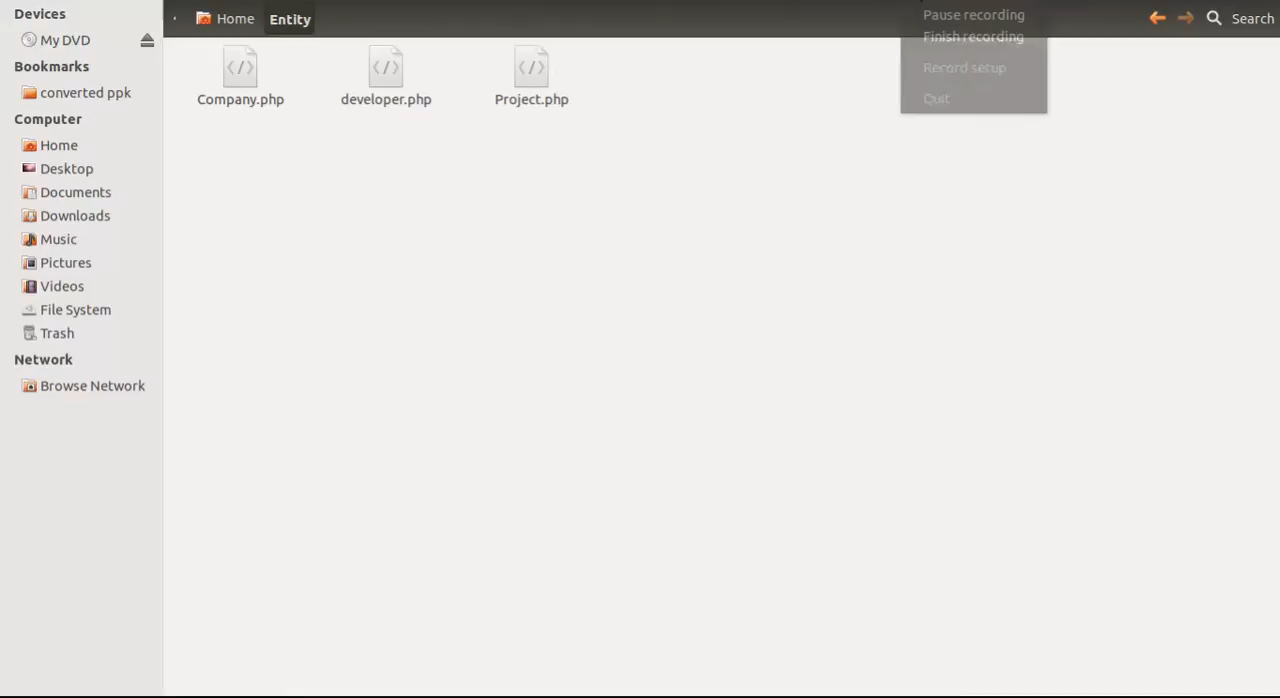 Devices
My DVD
Bookmarks
converted ppk
Computer
Home
Desktop
Documents
Downloads
Music
Pictures
Videos
File System
Trash
Network
Browse Network
Home Entity
Search
Pause recording
Finish recording
Record setup
Quit
Company.php developer.php Project.php